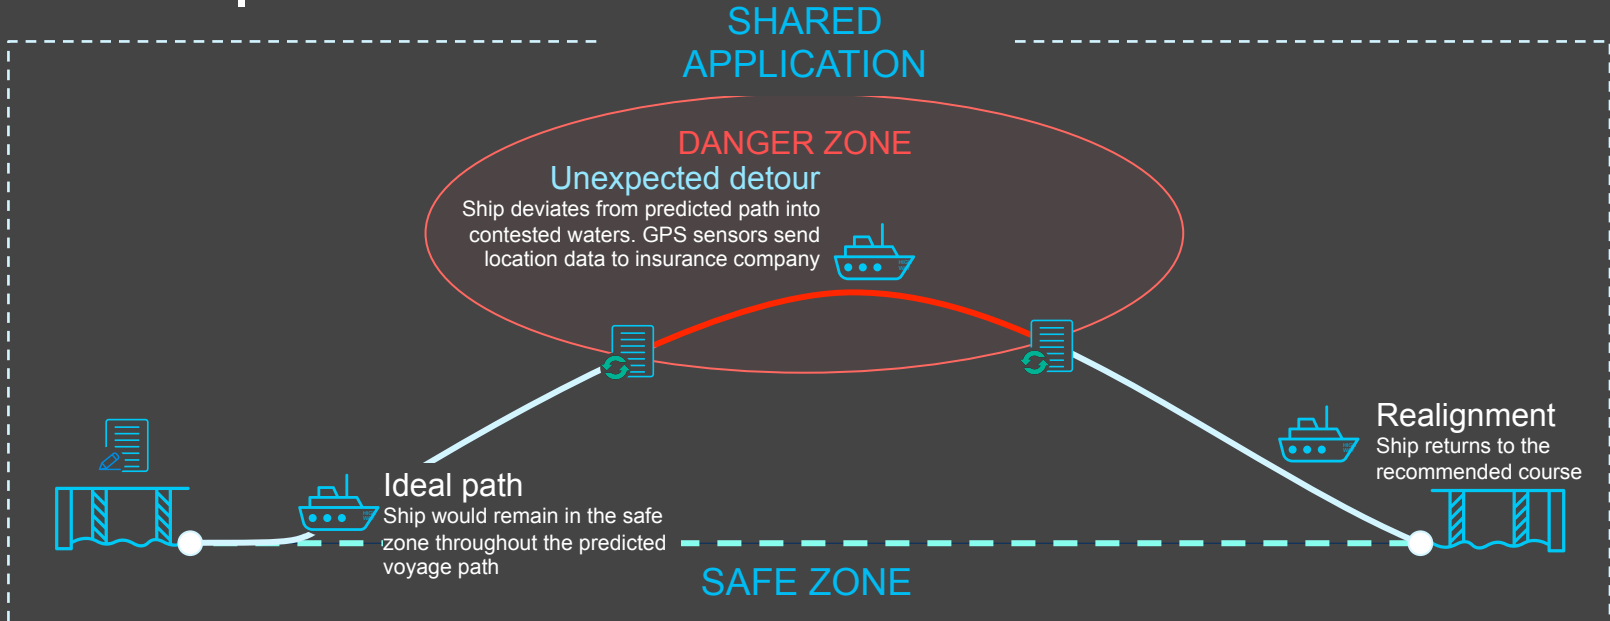 SHARED
APPLICATION
DANGER ZONE
Unexpected detour
Ship deviates from predicted path into
contested waters. GPS sensors send
location data to insurance company
Realignment
Ship returns to the
recommended course
Ideal path
Ship would remain in the safe
zone throughout the predicted
voyage path
SAFE ZONE